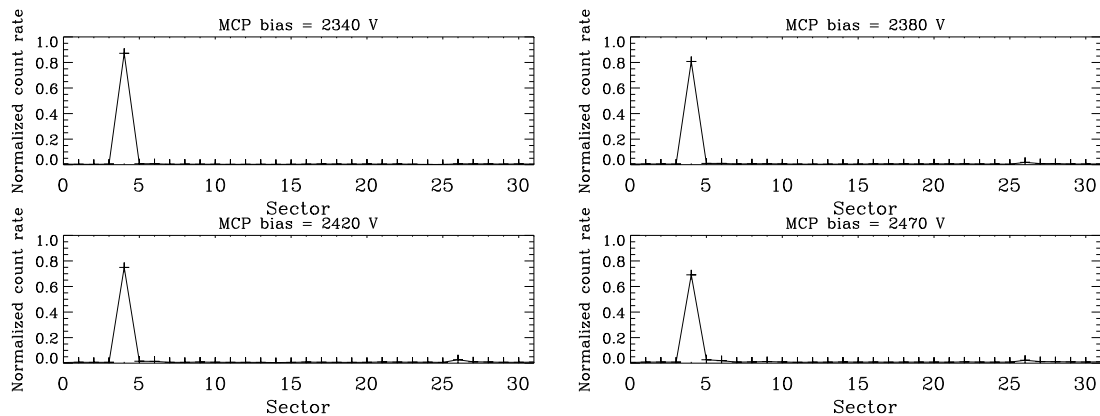 MCP bias = 2340 V
Normalized count rate
1.0
0.8
0.6
0.4
0.2
0.0
0 5 10 15 20 25 30
Sector
MCP bias = 2380 V
Normalized count rate
1.0
0.8
0.6
0.4
0.2
0.0
0 5 10 15 20 25 30
Sector
MCP bias = 2420 V
Normalized count rate
1.0
0.8
0.6
0.4
0.2
0.0
0 5 10 15 20 25 30
Sector
MCP bias = 2470 V
Normalized count rate
1.0
0.8
0.6
0.4
0.2
0.0
0 5 10 15 20 25 30
Sector